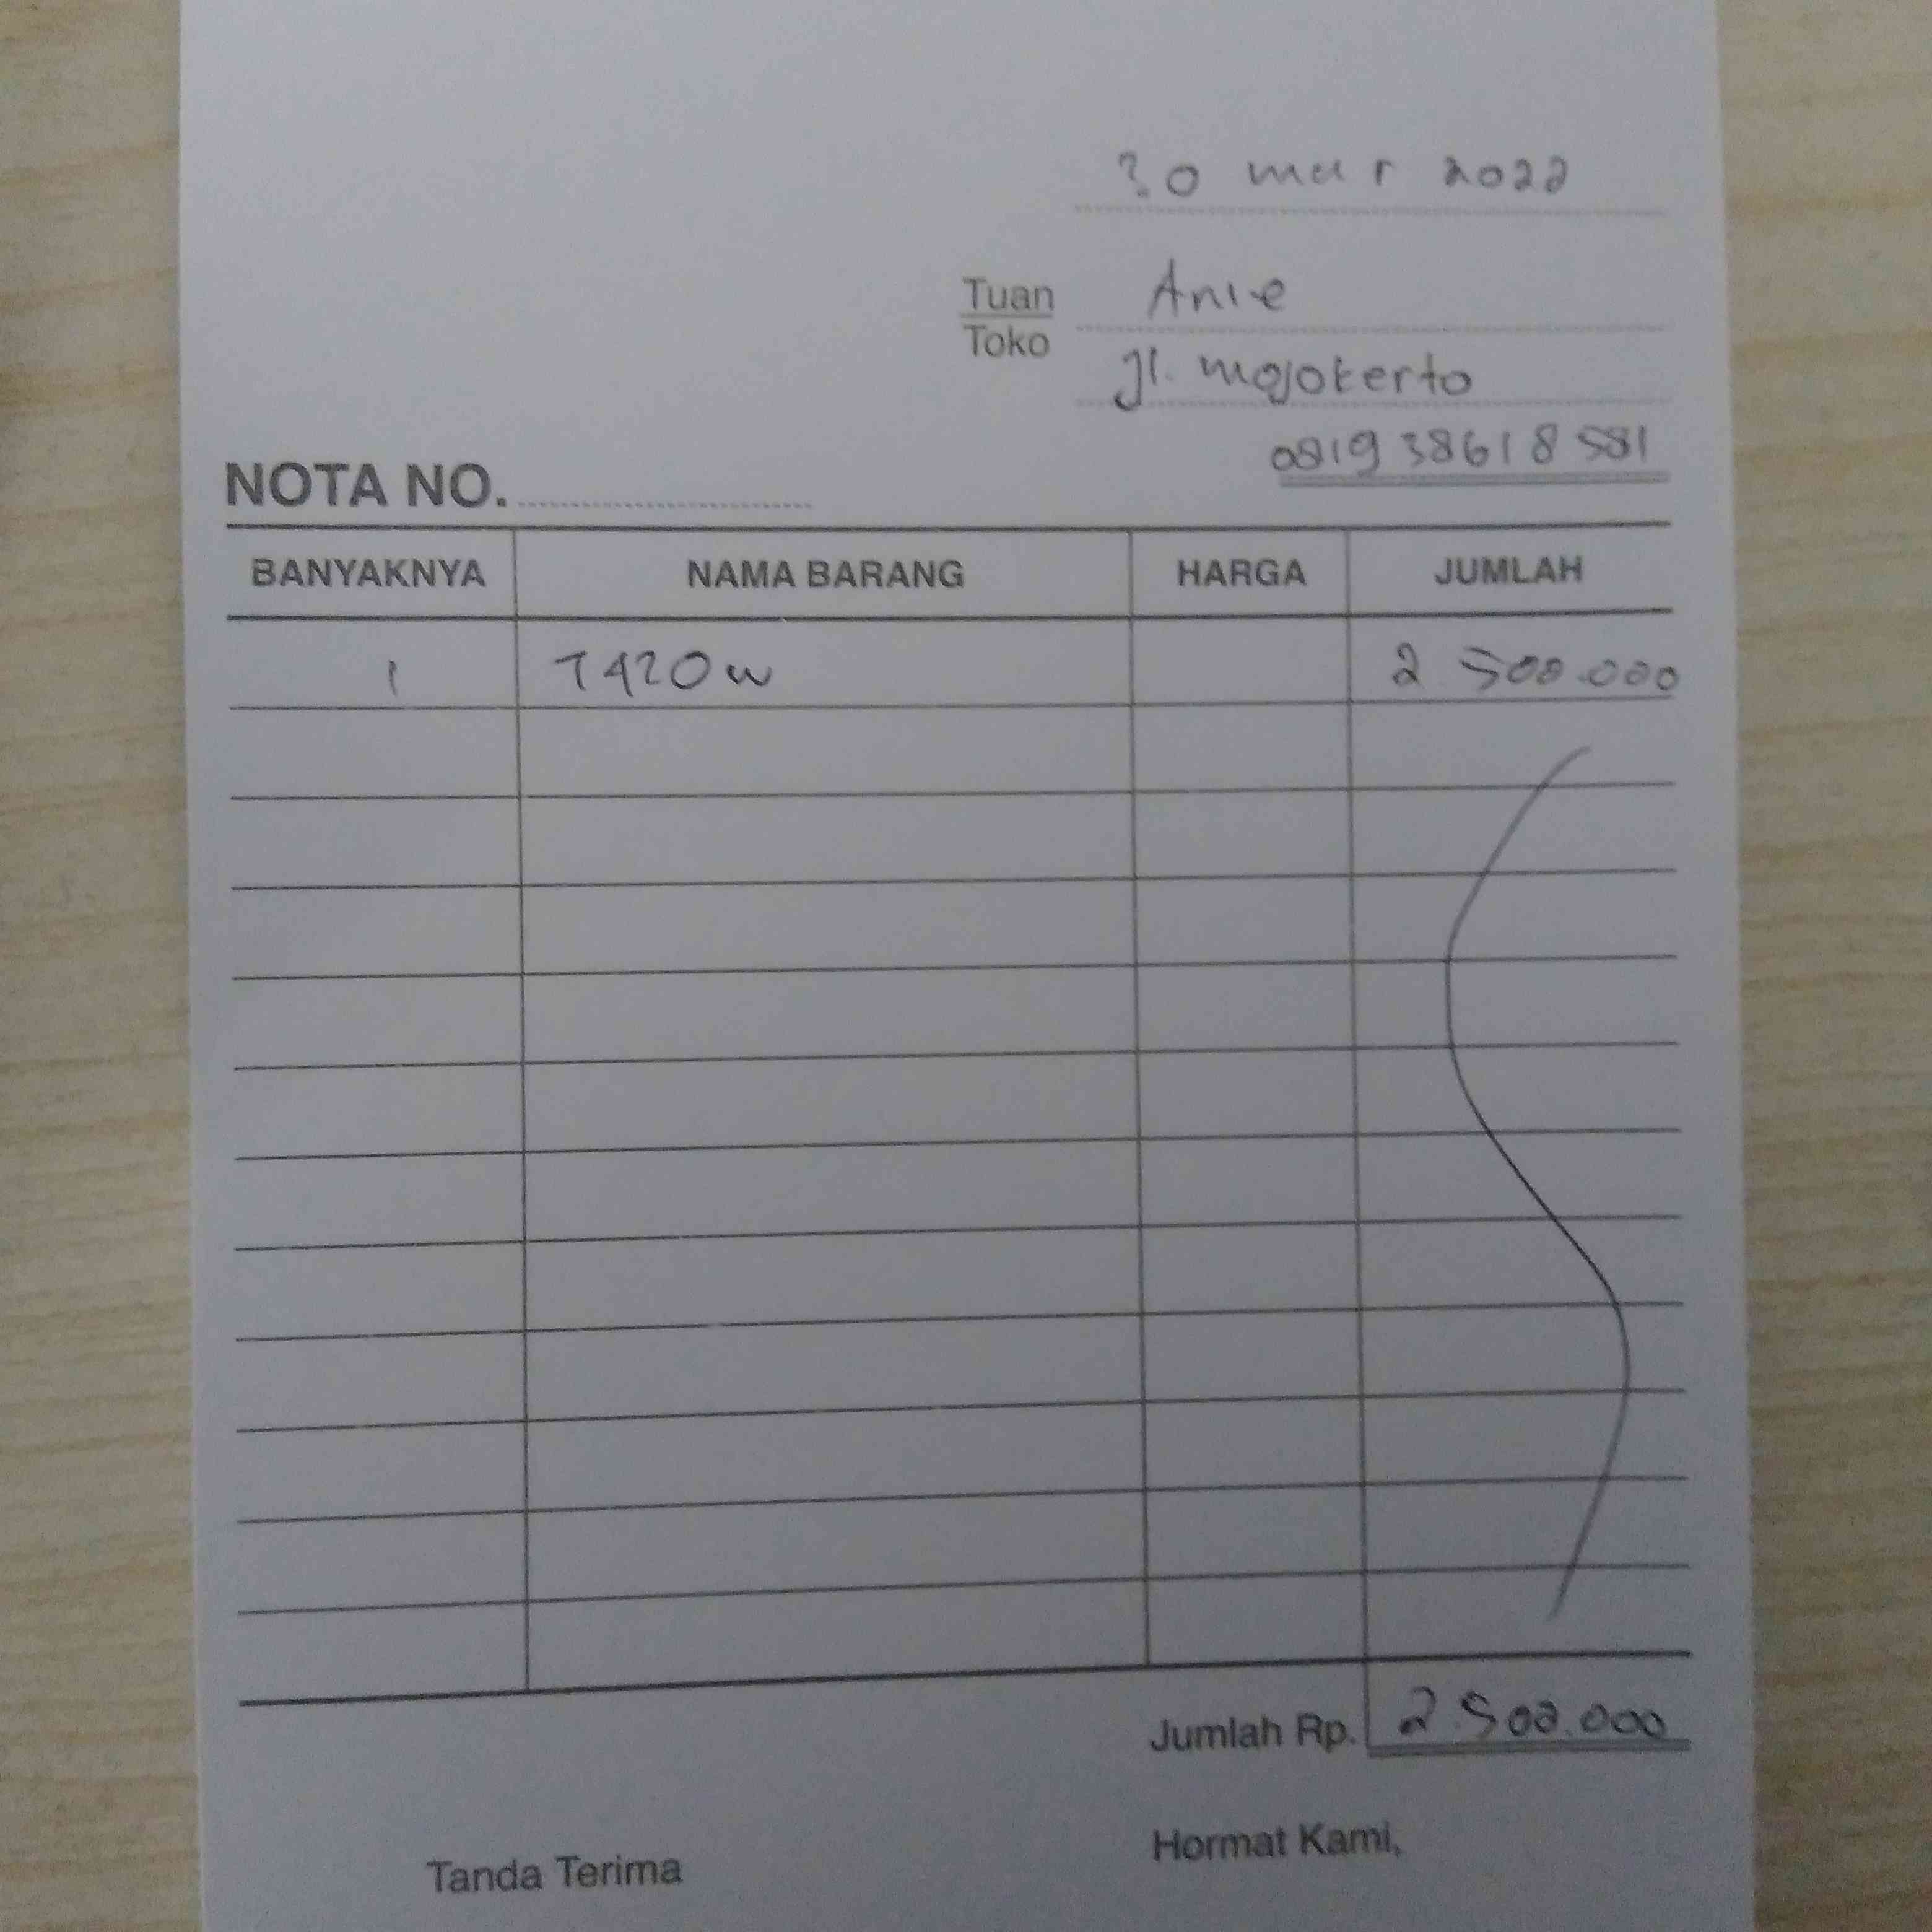 30 mar 2022
Tuan Anie
Toko
jl. mojokerto
081938618581
NOTA NO.
BANYAKNYA NAMA BARANG HARGA JUMLAH
1 T420w 2 500.000
Jumlah Rp. 2.500.000
Tanda Terima Hormat Kami,